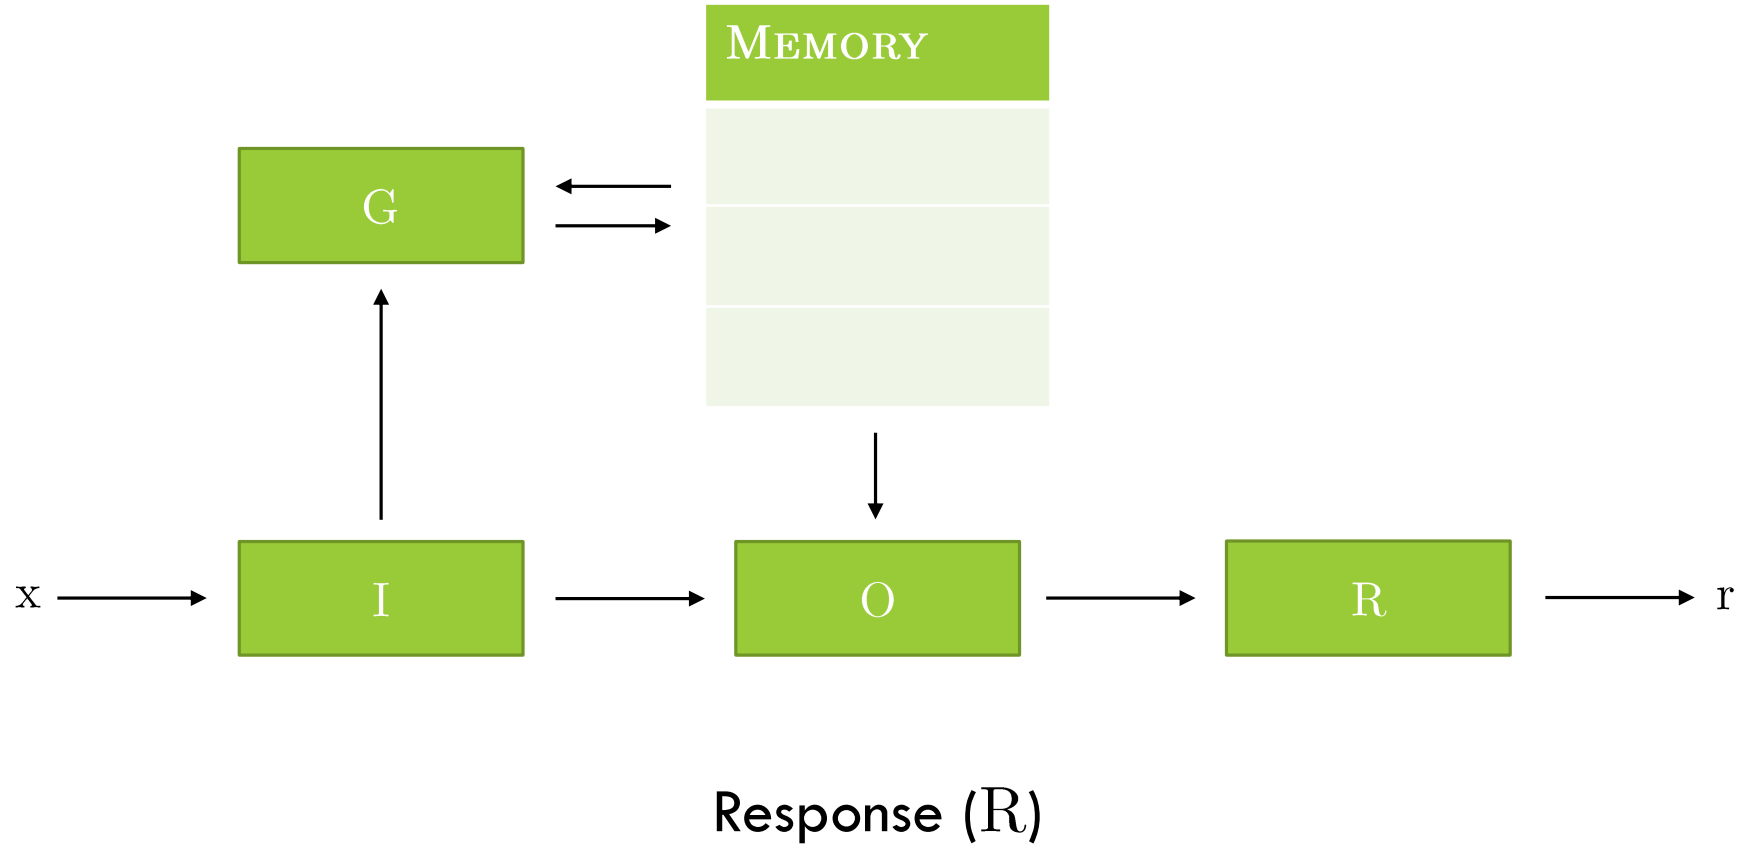 MEMORY
G
x
I
O
R
r
Response (R)